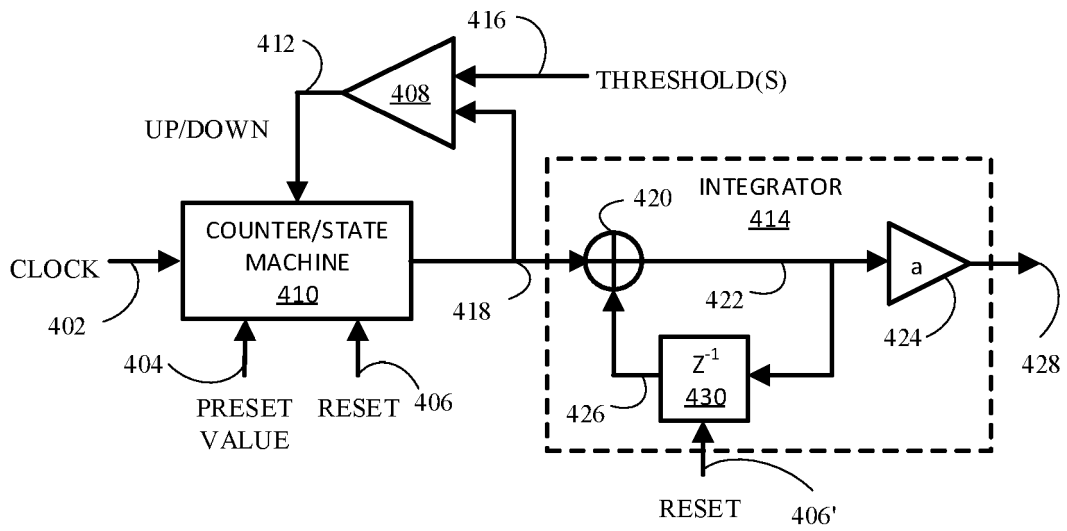 412
416
THRESHOLD(S)
408
UP/DOWN
INTEGRATOR
414
420
COUNTER/STATE
MACHINE
410
CLOCK
402
418
422
a
424
428
404
PRESET
VALUE
RESET
406
426
Z⁻¹
430
RESET
406'